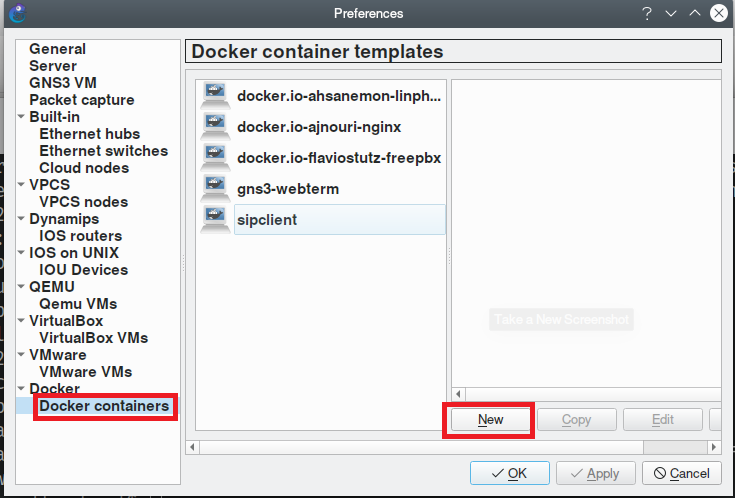 Preferences
General
Server
GNS3 VM
Packet capture
Built-in
Ethernet hubs
Ethernet switches
Cloud nodes
VPCS
VPCS nodes
Dynamips
IOS routers
IOS on UNIX
IOU Devices
QEMU
Qemu VMs
VirtualBox
VirtualBox VMs
VMware
VMware VMs
Docker
Docker containers
Docker container templates
docker.io-ahsanemon-linph...
docker.io-ajnouri-nginx
docker.io-flaviostutz-freepbx
gns3-webterm
sipclient
Take a New Screenshot
New
Copy
Edit
OK
Apply
Cancel